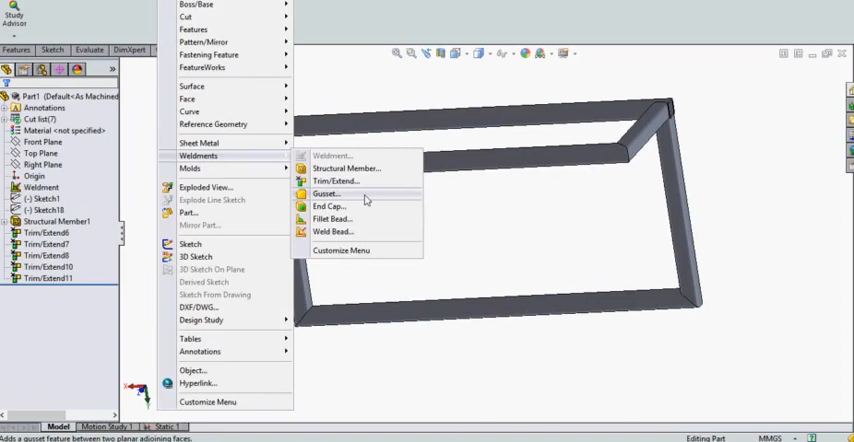 Study
Advisor
Features
Sketch
Evaluate
DimXpert
Part1 (Default<As Machined
Annotations
Cut list(7)
Material <not specified>
Front Plane
Top Plane
Right Plane
Origin
Weldment
(-) Sketch1
(-) Sketch18
Structural Member1
Trim/Extend6
Trim/Extend7
Trim/Extend8
Trim/Extend10
Trim/Extend11
Boss/Base
Cut
Features
Pattern/Mirror
Fastening Feature
FeatureWorks
Surface
Face
Curve
Reference Geometry
Sheet Metal
Weldments
Molds
Exploded View...
Explode Line Sketch
Part...
Mirror Part...
Sketch
3D Sketch
3D Sketch On Plane
Derived Sketch
Sketch From Drawing
DXF/DWG...
Design Study
Tables
Annotations
Object...
Hyperlink...
Customize Menu
Weldment...
Structural Member...
Trim/Extend...
Gusset...
End Cap...
Fillet Bead...
Weld Bead...
Customize Menu
X
Model
Motion Study 1
Static 1
Adds a gusset feature between two planar adjoining faces.
Editing Part
MMGS